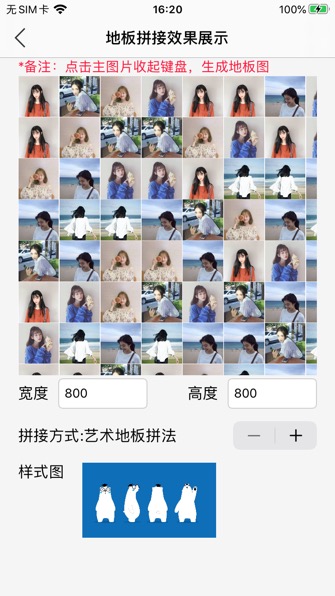 无SIM卡 16:20 100%
地板拼接效果展示
*备注：点击主图片收起键盘，生成地板图
宽度 800 高度 800
拼接方式:艺术地板拼法 — +
样式图